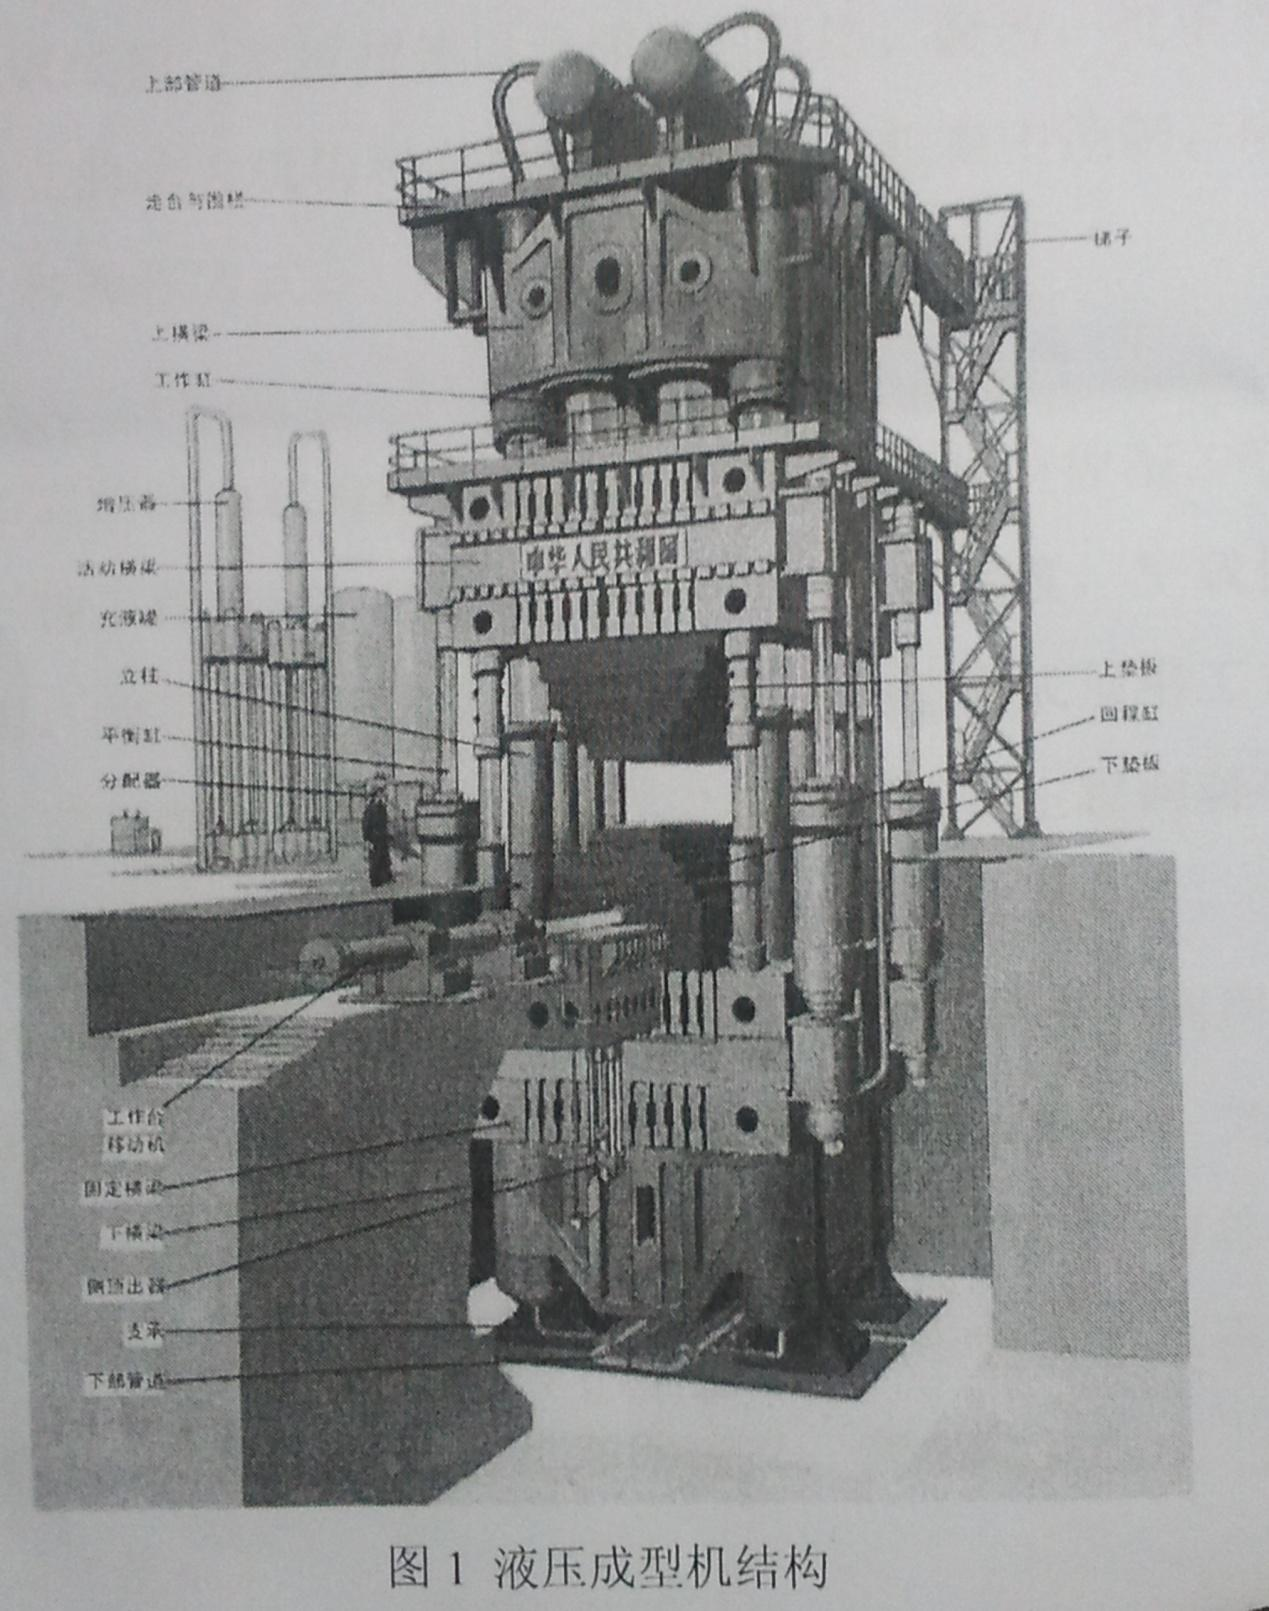 上部管道
走台与围栏
梯子
上横梁
工作缸
增压器
中华人民共和国
活动横梁
充液罐
立柱
上垫板
回程缸
平衡缸
下垫板
分配器
工作台
移动机
固定横梁
下横梁
侧顶出器
支承
下部管道
图1 液压成型机结构